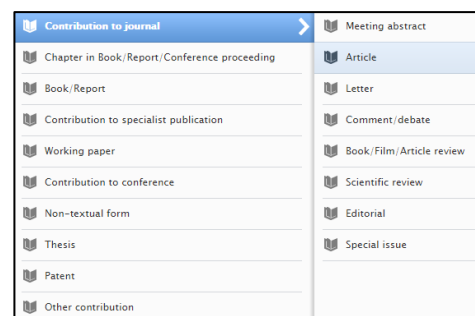 Contribution to journal
Chapter in Book/Report/Conference proceeding
Book/Report
Contribution to specialist publication
Working paper
Contribution to conference
Non-textual form
Thesis
Patent
Other contribution
Meeting abstract
Article
Letter
Comment/debate
Book/Film/Article review
Scientific review
Editorial
Special issue